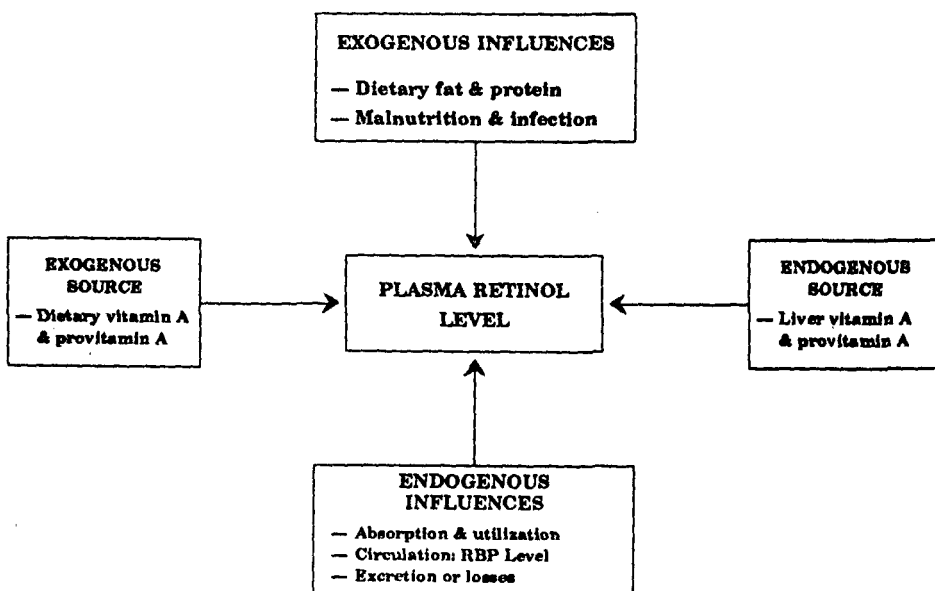 EXOGENOUS INFLUENCES
— Dietary fat & protein
— Malnutrition & infection
EXOGENOUS
SOURCE
— Dietary vitamin A
& provitamin A
PLASMA RETINOL
LEVEL
ENDOGENOUS
SOURCE
— Liver vitamin A
& provitamin A
ENDOGENOUS
INFLUENCES
— Absorption & utilization
— Circulation: RBP Level
— Excretion or losses